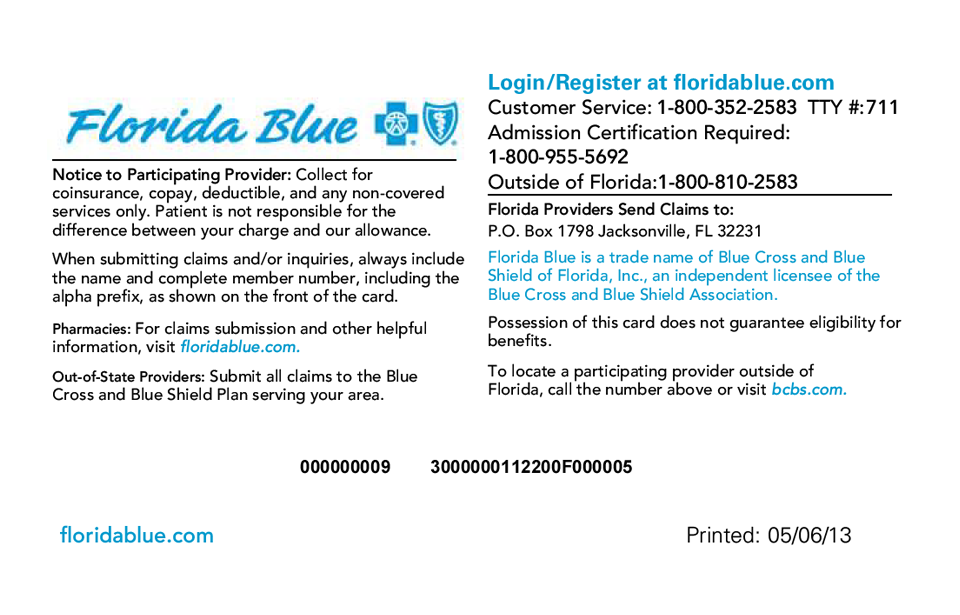 Florida Blue
Notice to Participating Provider: Collect for
coinsurance, copay, deductible, and any non-covered
services only. Patient is not responsible for the
difference between your charge and our allowance.
When submitting claims and/or inquiries, always include
the name and complete member number, including the
alpha prefix, as shown on the front of the card.
Pharmacies: For claims submission and other helpful
information, visit floridablue.com.
Out-of-State Providers: Submit all claims to the Blue
Cross and Blue Shield Plan serving your area.
Login/Register at floridablue.com
Customer Service: 1-800-352-2583 TTY #:711
Admission Certification Required:
1-800-955-5692
Outside of Florida:1-800-810-2583
Florida Providers Send Claims to:
P.O. Box 1798 Jacksonville, FL 32231
Florida Blue is a trade name of Blue Cross and Blue
Shield of Florida, Inc., an independent licensee of the
Blue Cross and Blue Shield Association.
Possession of this card does not guarantee eligibility for
benefits.
To locate a participating provider outside of
Florida, call the number above or visit bcbs.com.
000000009 3000000112200F000005
floridablue.com
Printed: 05/06/13